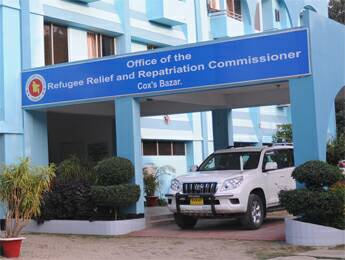 Office of the
Refugee Relief and Repatriation Commissioner
Cox's Bazar.